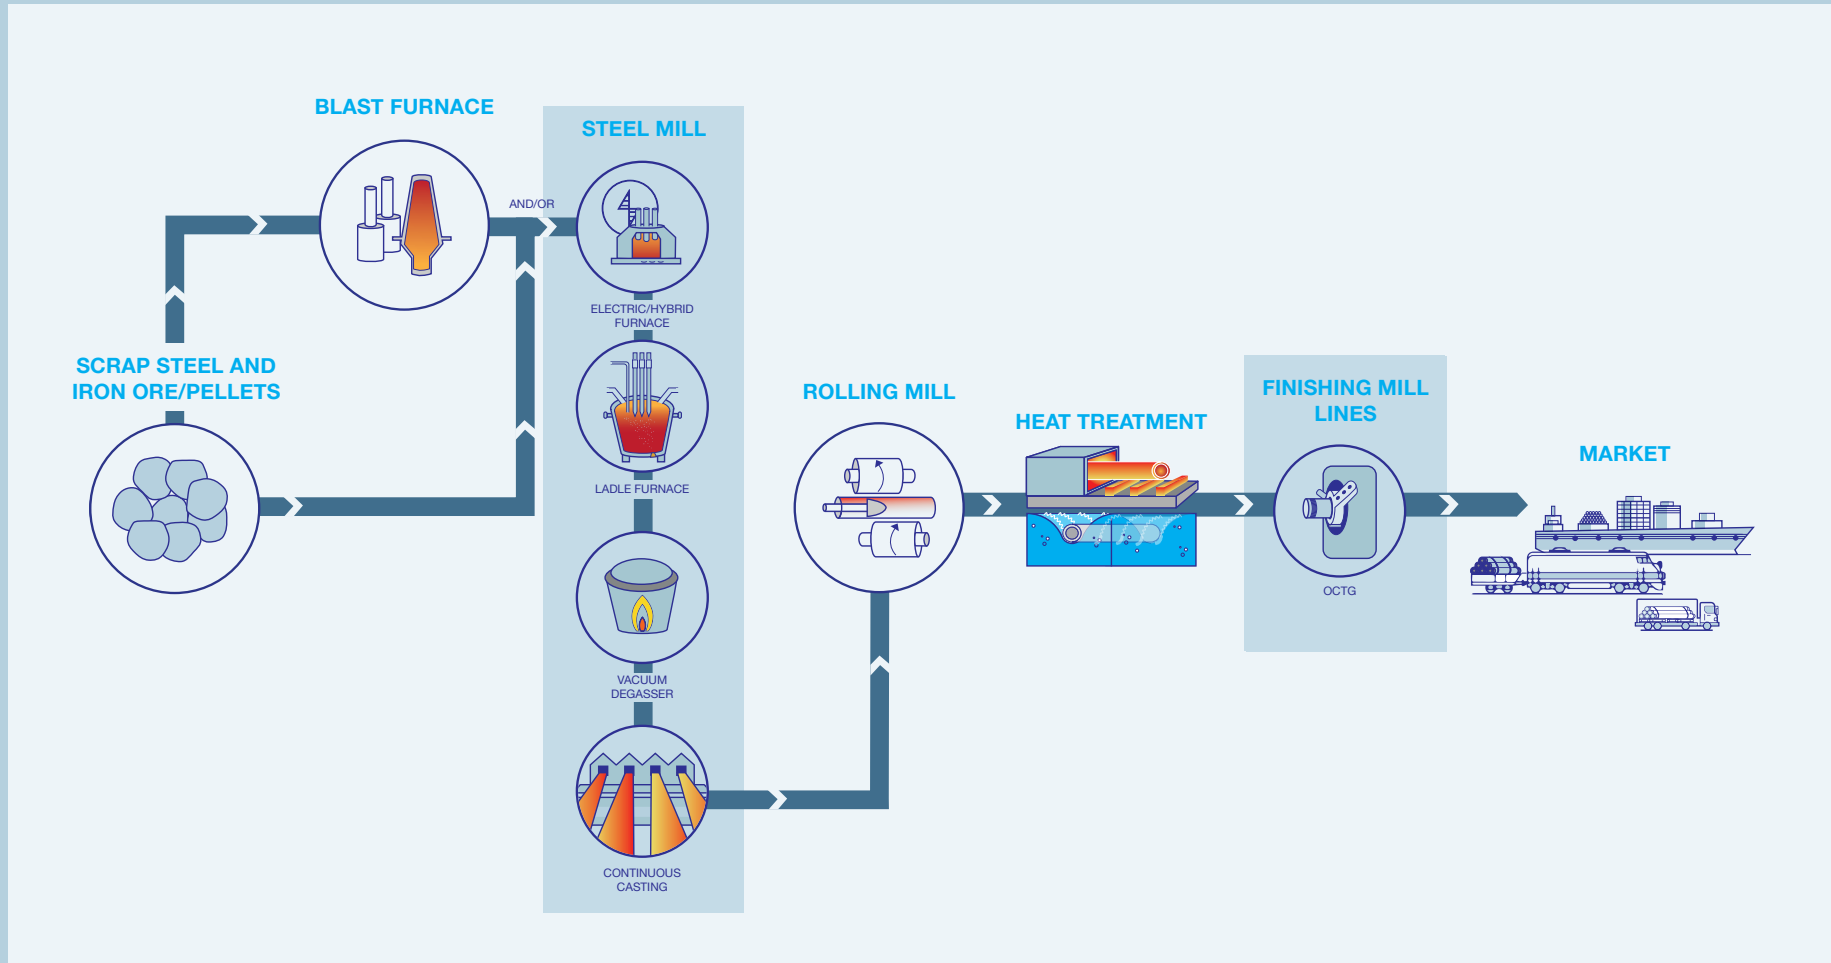 BLAST FURNACE
STEEL MILL
AND/OR
ELECTRIC/HYBRID
FURNACE
SCRAP STEEL AND
IRON ORE/PELLETS
LADLE FURNACE
VACUUM
DEGASSER
CONTINUOUS
CASTING
ROLLING MILL
HEAT TREATMENT
FINISHING MILL
LINES
OCTG
MARKET